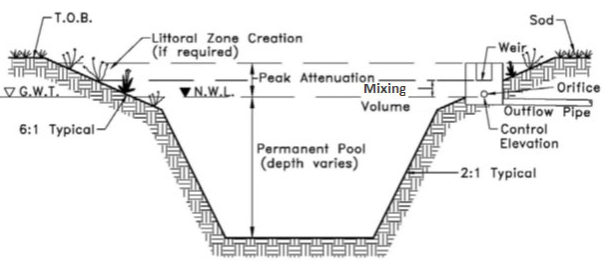 T.O.B.
Sod
Littoral Zone Creation
(if required)
Weir
Peak Attenuation
Mixing
Orifice
G.W.T.
N.W.L.
Volume
Outflow Pipe
6:1 Typical
Control
Elevation
Permanent Pool
(depth varies)
2:1 Typical